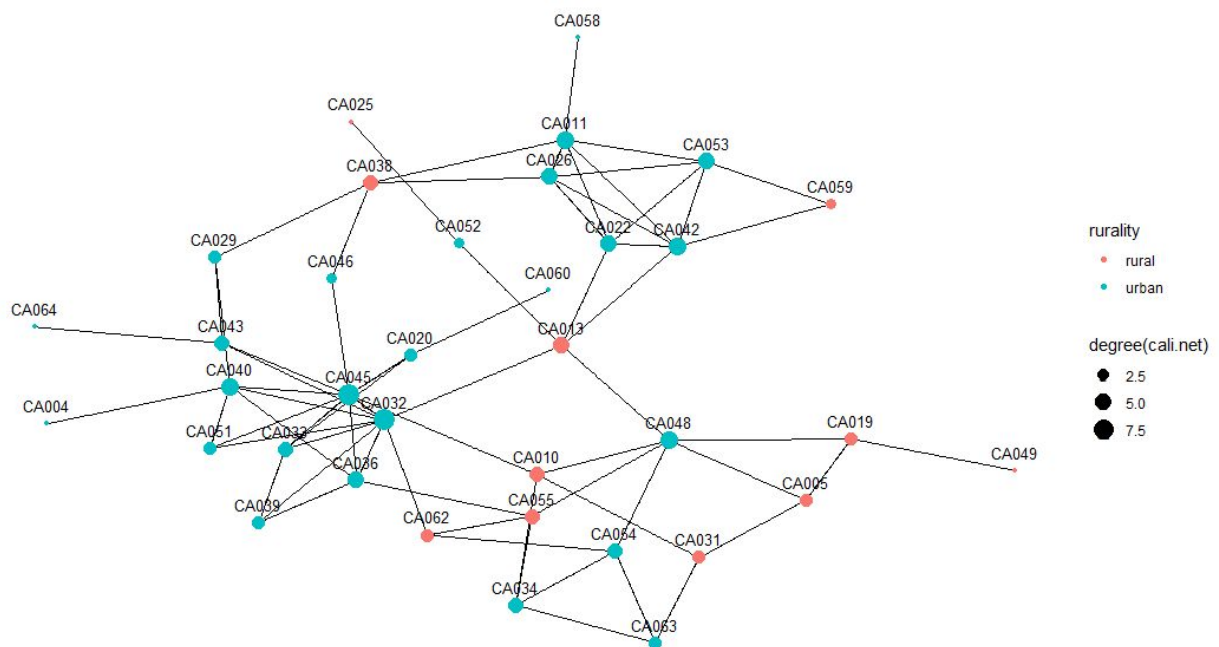 CA058
CA025
CA011
CA053
CA026
CA038
CA059
CA052
CA022
CA042
CA029
CA046
CA060
CA064
CA043
CA020
CA013
CA040
CA045
CA004
CA032
CA051
CA033
CA048
CA019
CA036
CA010
CA049
CA005
CA039
CA062
CA055
CA054
CA031
CA034
CA063
rurality
rural
urban
degree(cali.net)
2.5
5.0
7.5